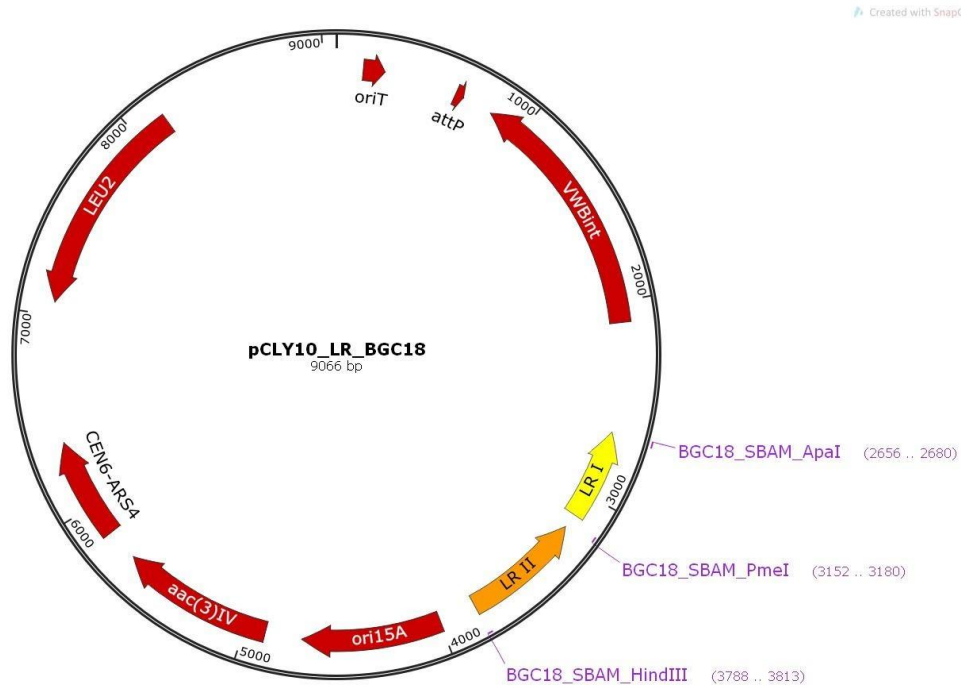 Created with Snap
9000
oriT
attP
1000
VWBint
2000
8000
LEU2
7000
pCLY10_LR_BGC18
9066 bp
BGC18_SBAM_ApaI (2656 .. 2680)
LR I
3000
CEN6-ARS4
6000
BGC18_SBAM_PmeI (3152 .. 3180)
LR II
aac(3)IV
ori15A
4000
5000
BGC18_SBAM_HindIII (3788 .. 3813)